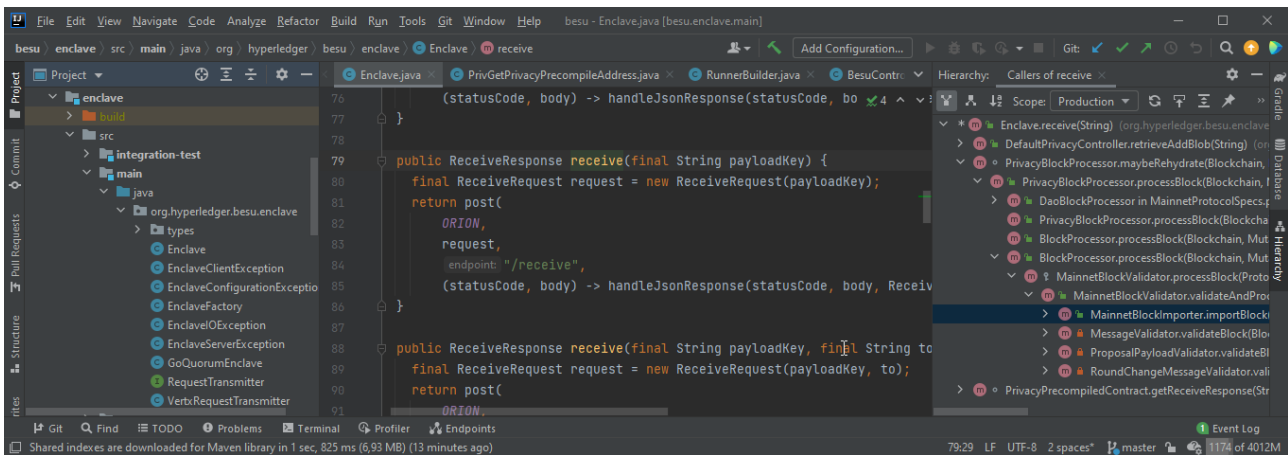 File Edit View Navigate Code Analyze Refactor Build Run Tools Git Window Help besu - Enclave.java [besu.enclave.main]
besu enclave src main java org hyperledger besu enclave Enclave receive Add Configuration... Git:
Project
Enclave.java PrivGetPrivacyPrecompileAddress.java RunnerBuilder.java BesuContro
Hierarchy: Callers of receive
Scope: Production
Project
Commit
Pull Requests
Structure
enclave
build
src
integration-test
main
java
org.hyperledger.besu.enclave
types
Enclave
EnclaveClientException
EnclaveConfigurationExceptio
EnclaveFactory
EnclaveIOException
EnclaveServerException
GoQuorumEnclave
RequestTransmitter
VertxRequestTransmitter
76 (statusCode, body) -> handleJsonResponse(statusCode, bo 4
77 }
78
79 public ReceiveResponse receive(final String payloadKey) {
80 final ReceiveRequest request = new ReceiveRequest(payloadKey);
81 return post(
82 ORION,
83 request,
84 endpoint: "/receive",
85 (statusCode, body) -> handleJsonResponse(statusCode, body, Receiv
86 }
87
88 public ReceiveResponse receive(final String payloadKey, final String to
89 final ReceiveRequest request = new ReceiveRequest(payloadKey, to);
90 return post(
91 ORION,
Enclave.receive(String) (org.hyperledger.besu.enclave
DefaultPrivacyController.retrieveAddBlob(String) (or
PrivacyBlockProcessor.maybeRehydrate(Blockchain,
PrivacyBlockProcessor.processBlock(Blockchain,
DaoBlockProcessor in MainnetProtocolSpecs.p
PrivacyBlockProcessor.processBlock(Blockcha
BlockProcessor.processBlock(Blockchain, Mut
BlockProcessor.processBlock(Blockchain, Mut
MainnetBlockValidator.processBlock(Proto
MainnetBlockValidator.validateAndProc
MainnetBlockImporter.importBlock(
MessageValidator.validateBlock(Blo
ProposalPayloadValidator.validateBl
RoundChangeMessageValidator.vali
PrivacyPrecompiledContract.getReceiveResponse(Str
Gradle
Database
Hierarchy
Git Find TODO Problems Terminal Profiler Endpoints 1 Event Log
Shared indexes are downloaded for Maven library in 1 sec, 825 ms (6,93 MB) (13 minutes ago) 79:29 LF UTF-8 2 spaces* master 1174 of 4012M